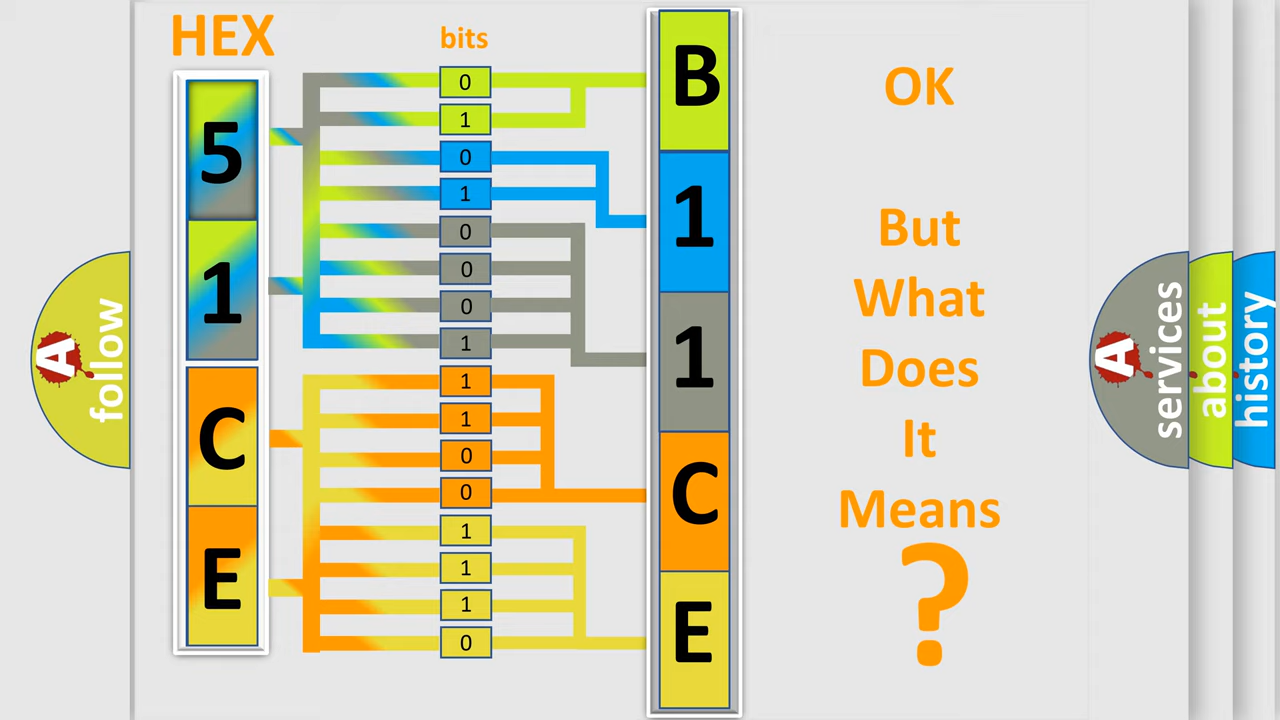 HEX
bits
5
1
C
E
0
1
0
1
0
0
0
1
1
1
0
0
1
1
1
0
B
1
1
C
E
OK
But
What
Does
It
Means
?
A
follow
A
services
about
history